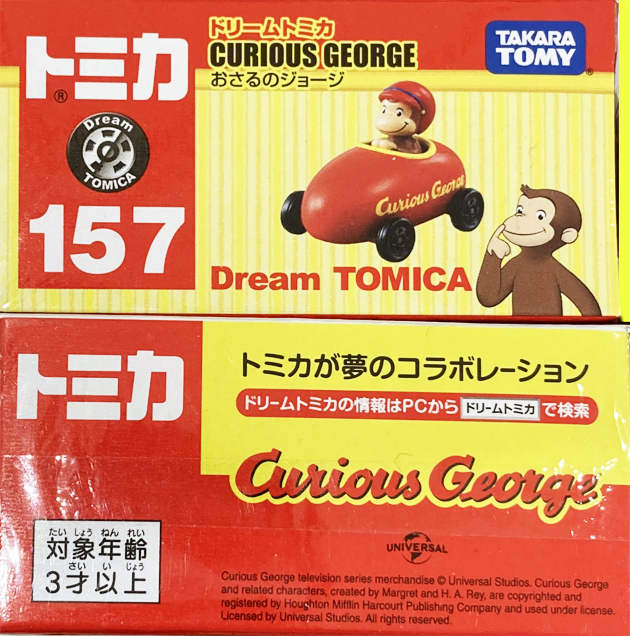 トミカ
®
Dream
TOMICA
157
ドリームトミカ
CURIOUS GEORGE
おさるのジョージ
TAKARA
TOMY®
Curious George
Dream TOMICA
トミカ
トミカが夢のコラボレーション
ドリームトミカの情報はPCから ドリームトミカ で検索
Curious George
たいしょうねんれい
対象年齢
さいいじょう
3才以上
UNIVERSAL
Curious George television series merchandise © Universal Studios. Curious George
and related characters, created by Margret and H. A. Rey, are copyrighted and
registered by Houghton Mifflin Harcourt Publishing Company and used under license.
Licensed by Universal Studios. All rights reserved.